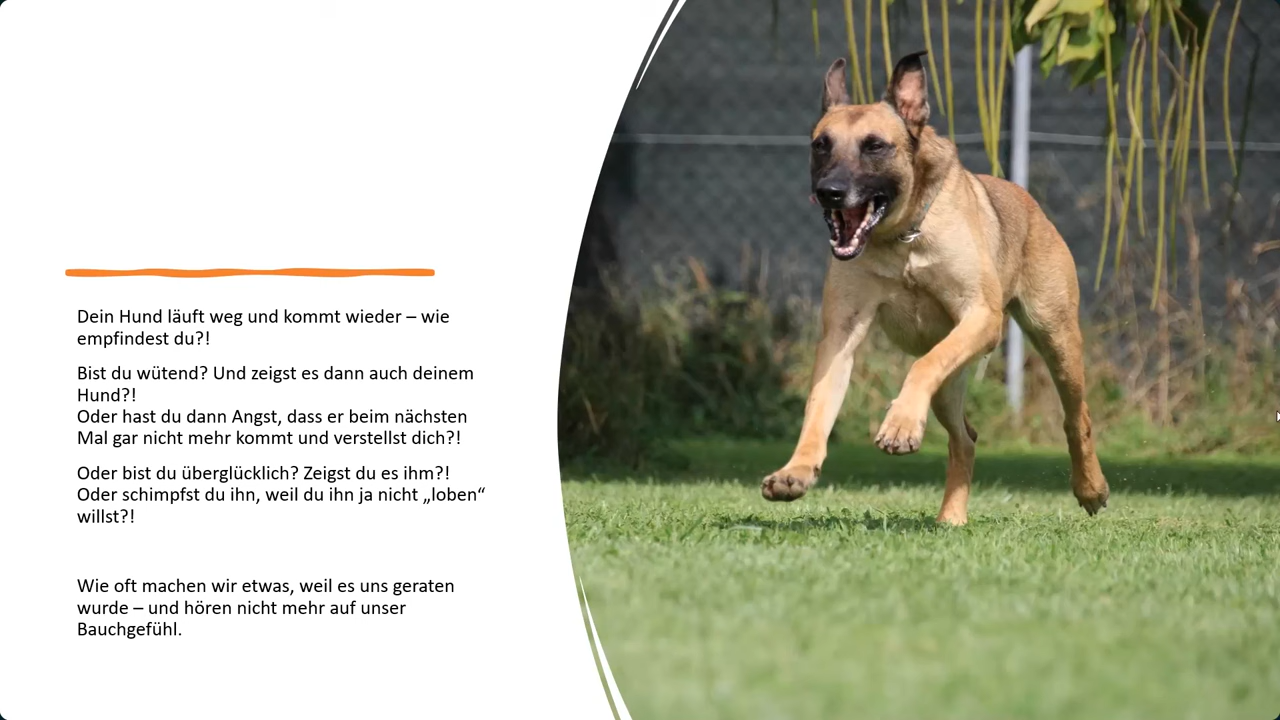 Dein Hund läuft weg und kommt wieder – wie
empfindest du?!
Bist du wütend? Und zeigst es dann auch deinem
Hund?!
Oder hast du dann Angst, dass er beim nächsten
Mal gar nicht mehr kommt und verstellst dich?!
Oder bist du überglücklich? Zeigst du es ihm?!
Oder schimpfst du ihn, weil du ihn ja nicht „loben“
willst?!
Wie oft machen wir etwas, weil es uns geraten
wurde – und hören nicht mehr auf unser
Bauchgefühl.